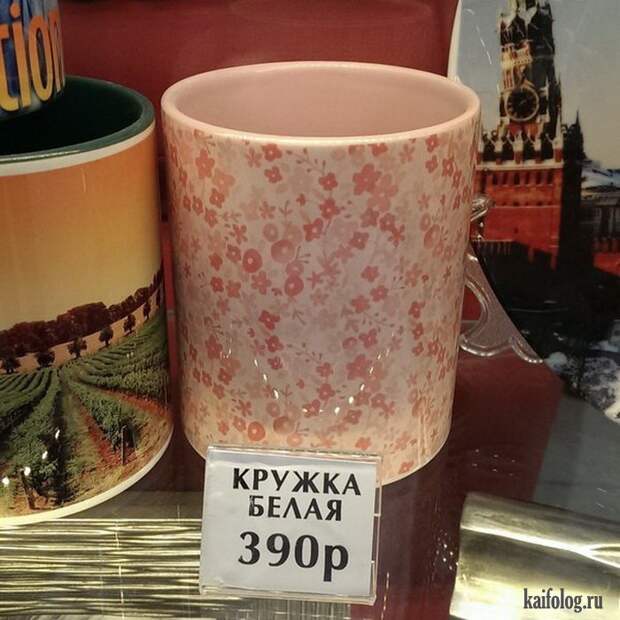 tion
КРУЖКА
БЕЛАЯ
390р
kaifolog.ru